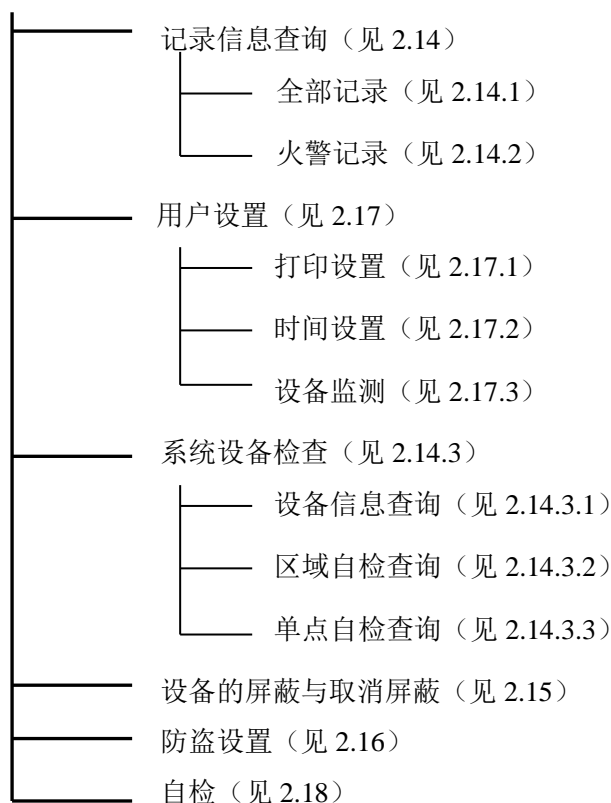 记录信息查询（见 2.14）
全部记录（见 2.14.1）
火警记录（见 2.14.2）
用户设置（见 2.17）
打印设置（见 2.17.1）
时间设置（见 2.17.2）
设备监测（见 2.17.3）
系统设备检查（见 2.14.3）
设备信息查询（见 2.14.3.1）
区域自检查询（见 2.14.3.2）
单点自检查询（见 2.14.3.3）
设备的屏蔽与取消屏蔽（见 2.15）
防盗设置（见 2.16）
自检（见 2.18）